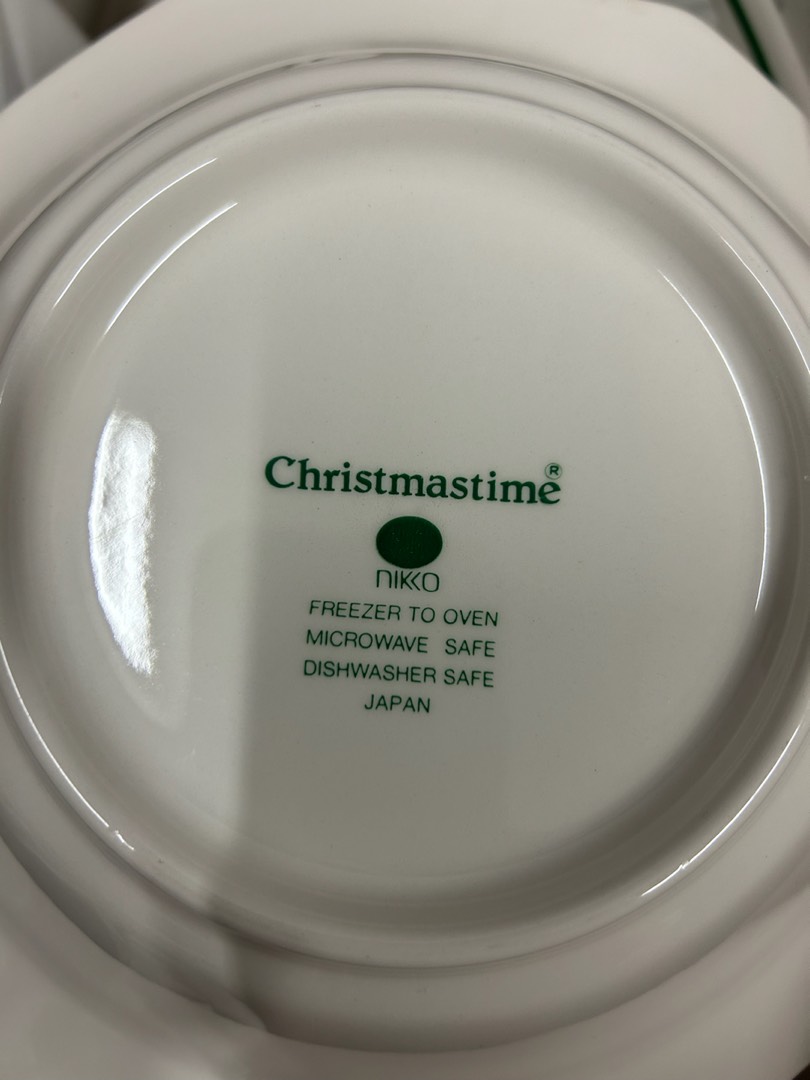 Christmastime®
NIKKO
FREEZER TO OVEN
MICROWAVE SAFE
DISHWASHER SAFE
JAPAN